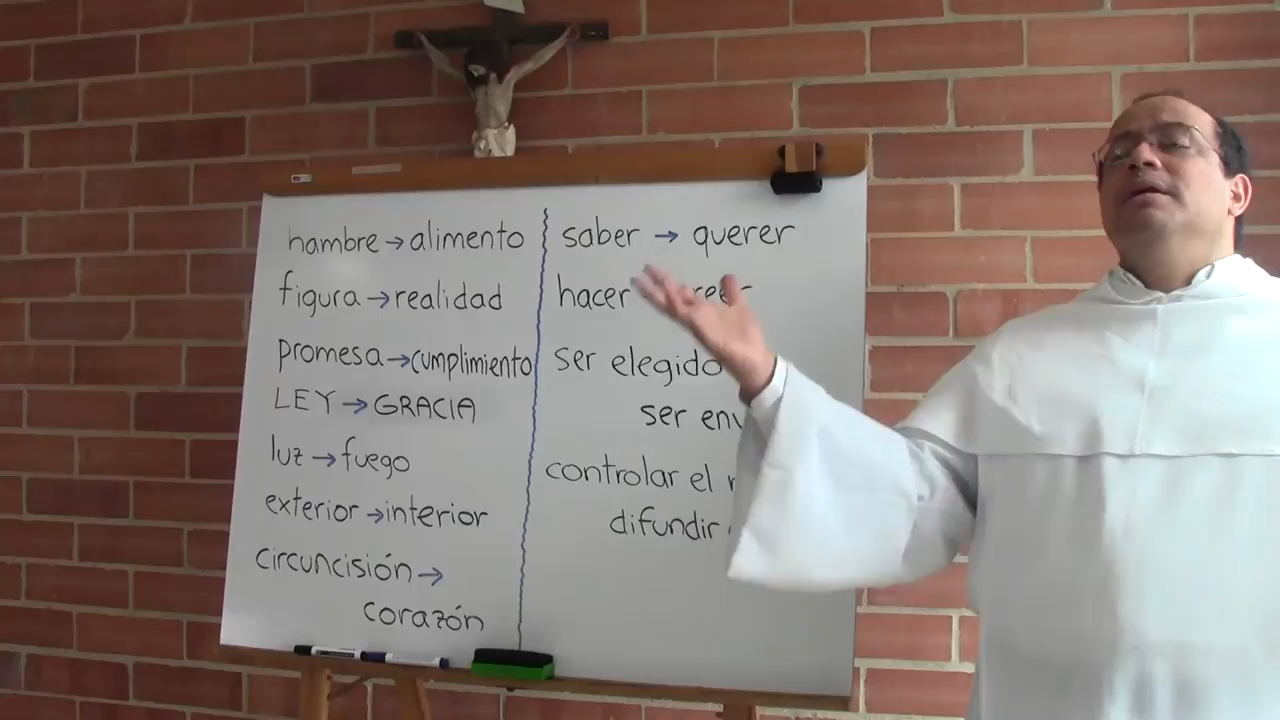 hambre → alimento
figura → realidad
promesa → cumplimiento
LEY → GRACIA
luz → fuego
exterior → interior
circuncisión →
corazón
saber → querer
hacer
ser elegido
ser
controlar el
difundir